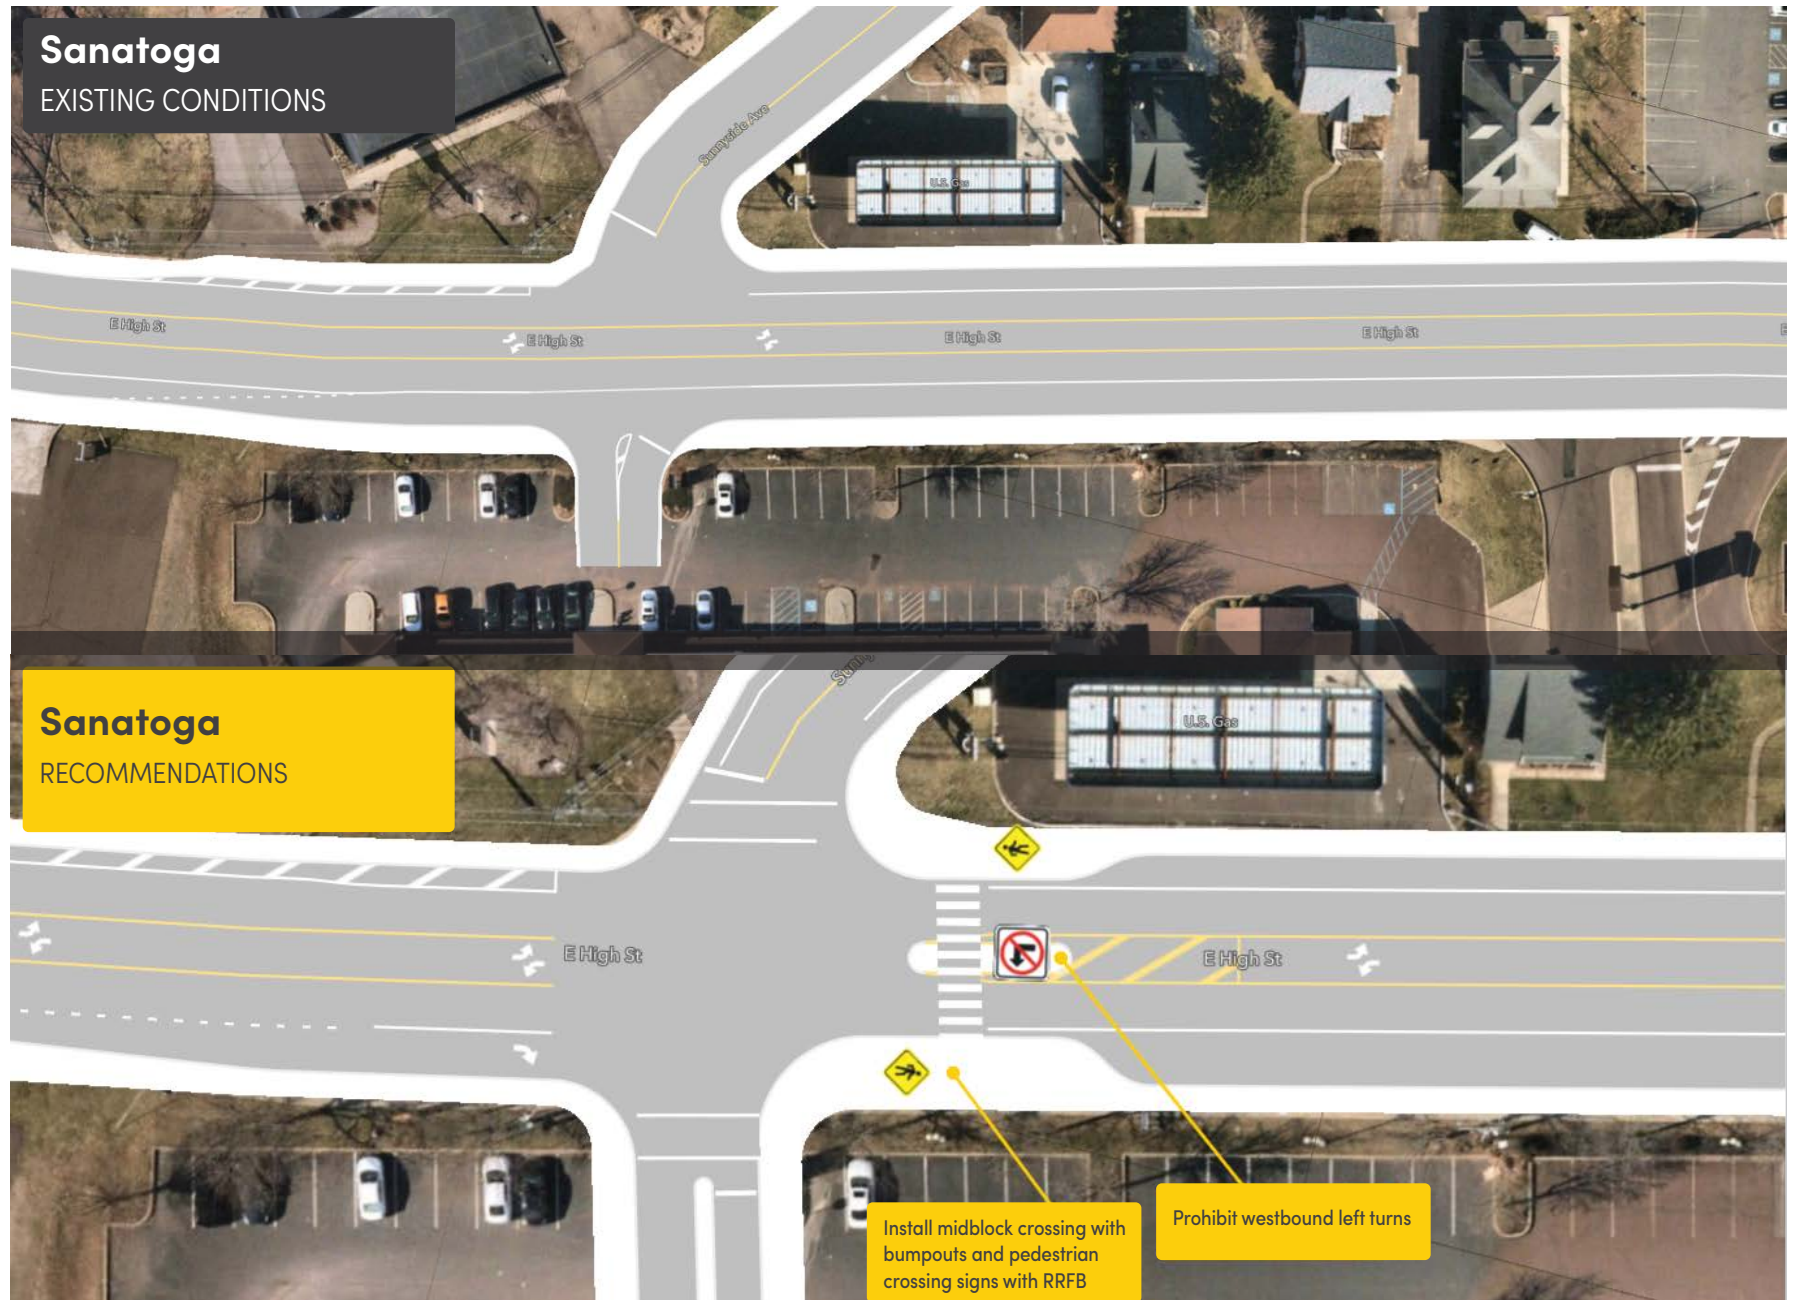 Sanatoga
EXISTING CONDITIONS
Sunnyside Ave
U.S. Gas
E High St
E High St
E High St
E High St
E
Sanatoga
RECOMMENDATIONS
Sunny
U.S. Gas
E High St
E High St
Install midblock crossing with
bumpouts and pedestrian
crossing signs with RRFB
Prohibit westbound left turns